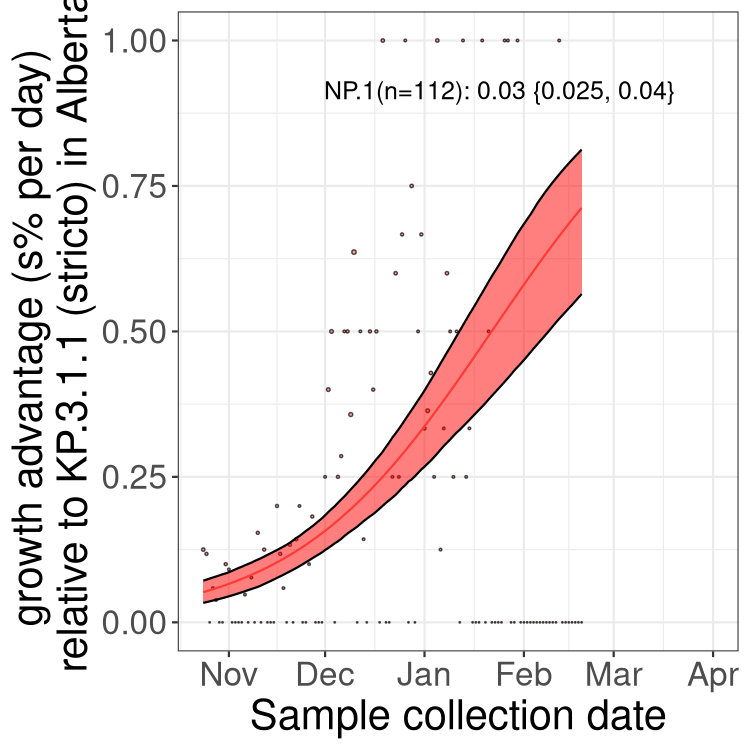 growth advantage (s% per day)
relative to KP.3.1.1 (stricto) in Alberta
1.00
0.75
0.50
0.25
0.00
NP.1(n=112): 0.03 {0.025, 0.04}
Nov Dec Jan Feb Mar Apr
Sample collection date